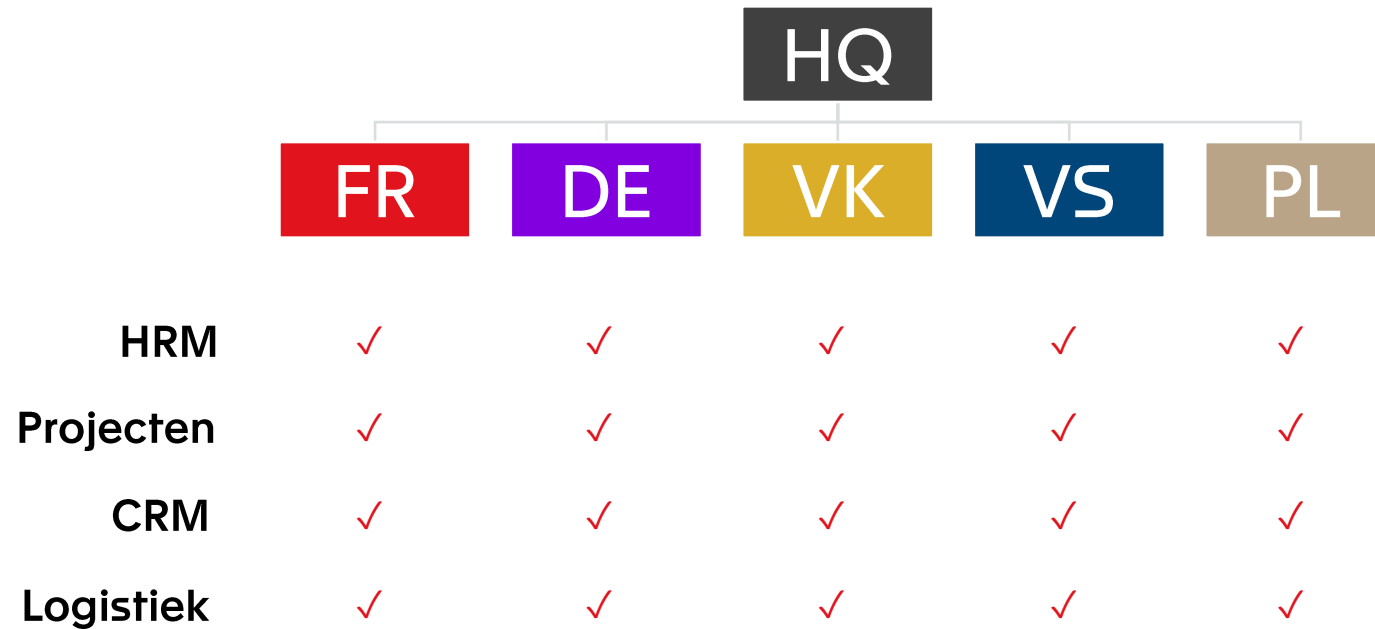 HQ
FR DE VK VS PL
HRM ✓ ✓ ✓ ✓ ✓
Projecten ✓ ✓ ✓ ✓ ✓
CRM ✓ ✓ ✓ ✓ ✓
Logistiek ✓ ✓ ✓ ✓ ✓